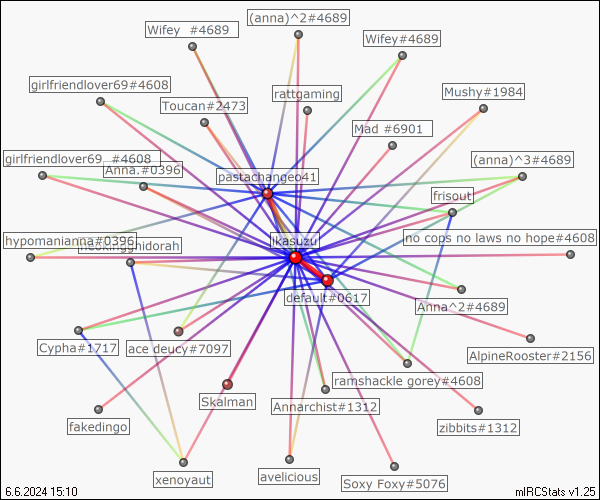 (anna)^2#4689
Wifey #4689
Wifey#4689
girlfriendlover69#4608
rattgaming
Mushy#1984
Toucan#2473
Mad #6901
girlfriendlover69 #4608
(anna)^3#4689
Anna.#0396
pastachangeo41
frisout
hypomanianna#0396
ikasuzu
no cops no laws no hope#4608
default#0617
Anna^2#4689
Cypha#1717
ace deucy#7097
AlpineRooster#2156
ramshackle gorey#4608
Skalman
Annarchist#1312
fakedingo
zibbits#1312
xenoyaut
avelicious
Soxy Foxy#5076
6.6.2024 15:10
mIRCStats v1.25